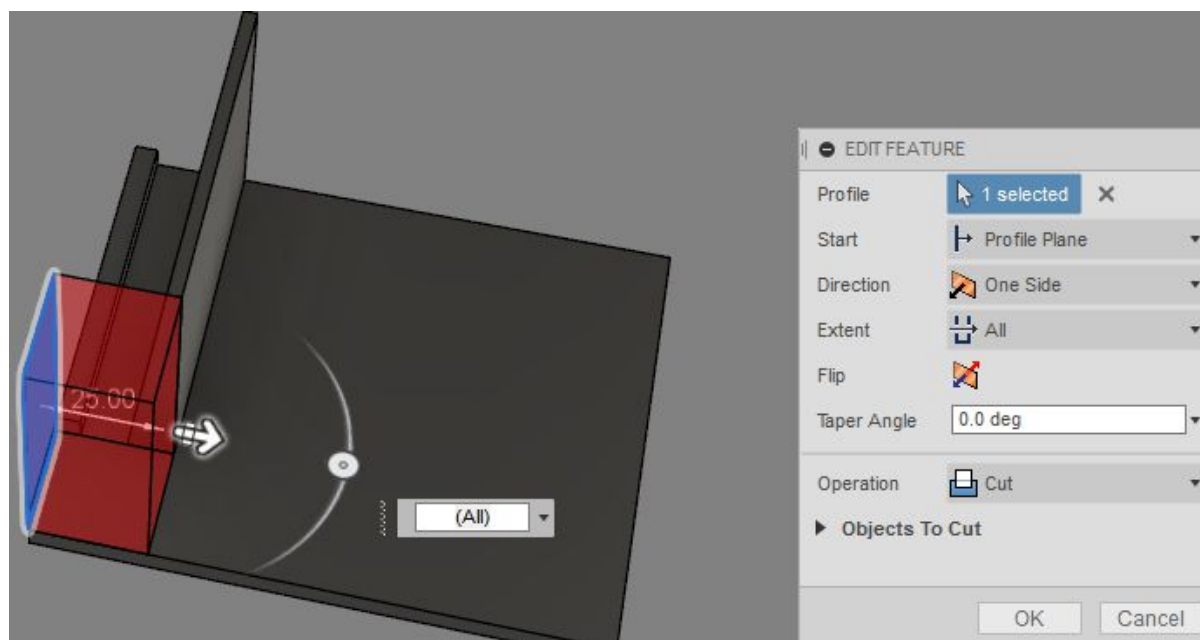 EDIT FEATURE
Profile 1 selected
Start Profile Plane
Direction One Side
Extent All
Flip
Taper Angle 0.0 deg
Operation Cut
Objects To Cut
OK Cancel
25.00
(All)